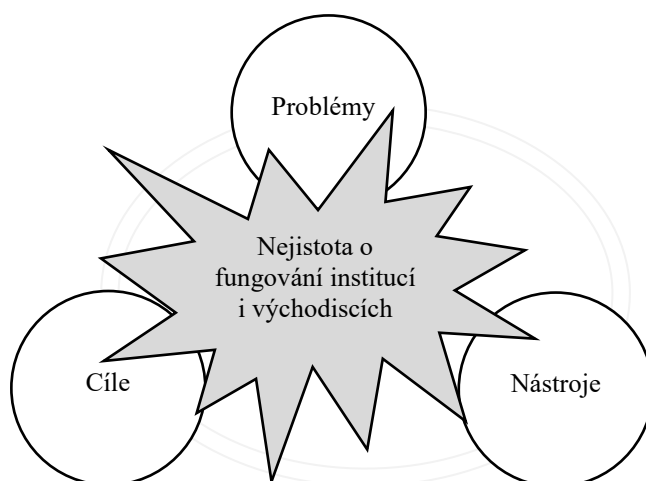 Problémy
Nejistota o
fungování institucí
i východiscích
Cíle
Nástroje